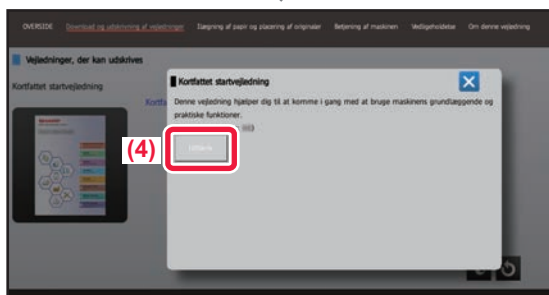 OVERSIDE Download og udskrivning af vejledninger Ilægning af papir og placering af originaler Betjening af maskinen Vedligeholdelse Om denne vejledning
Vejledninger, der kan udskrives
Kortfattet startvejledning
Kortfattet startvejledning
Denne vejledning hjælper dig til at komme i gang med at bruge maskinens grundlæggende og
praktiske funktioner.
(4)